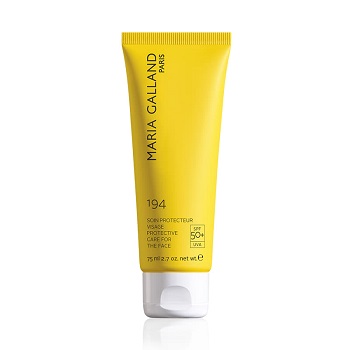 MARIA GALLAND
PARIS
194
SOIN PROTECTEUR
VISAGE
PROTECTIVE
CARE FOR
THE FACE
SPF
50+
UVA
75 ml 2.7 oz. net wt. ℮